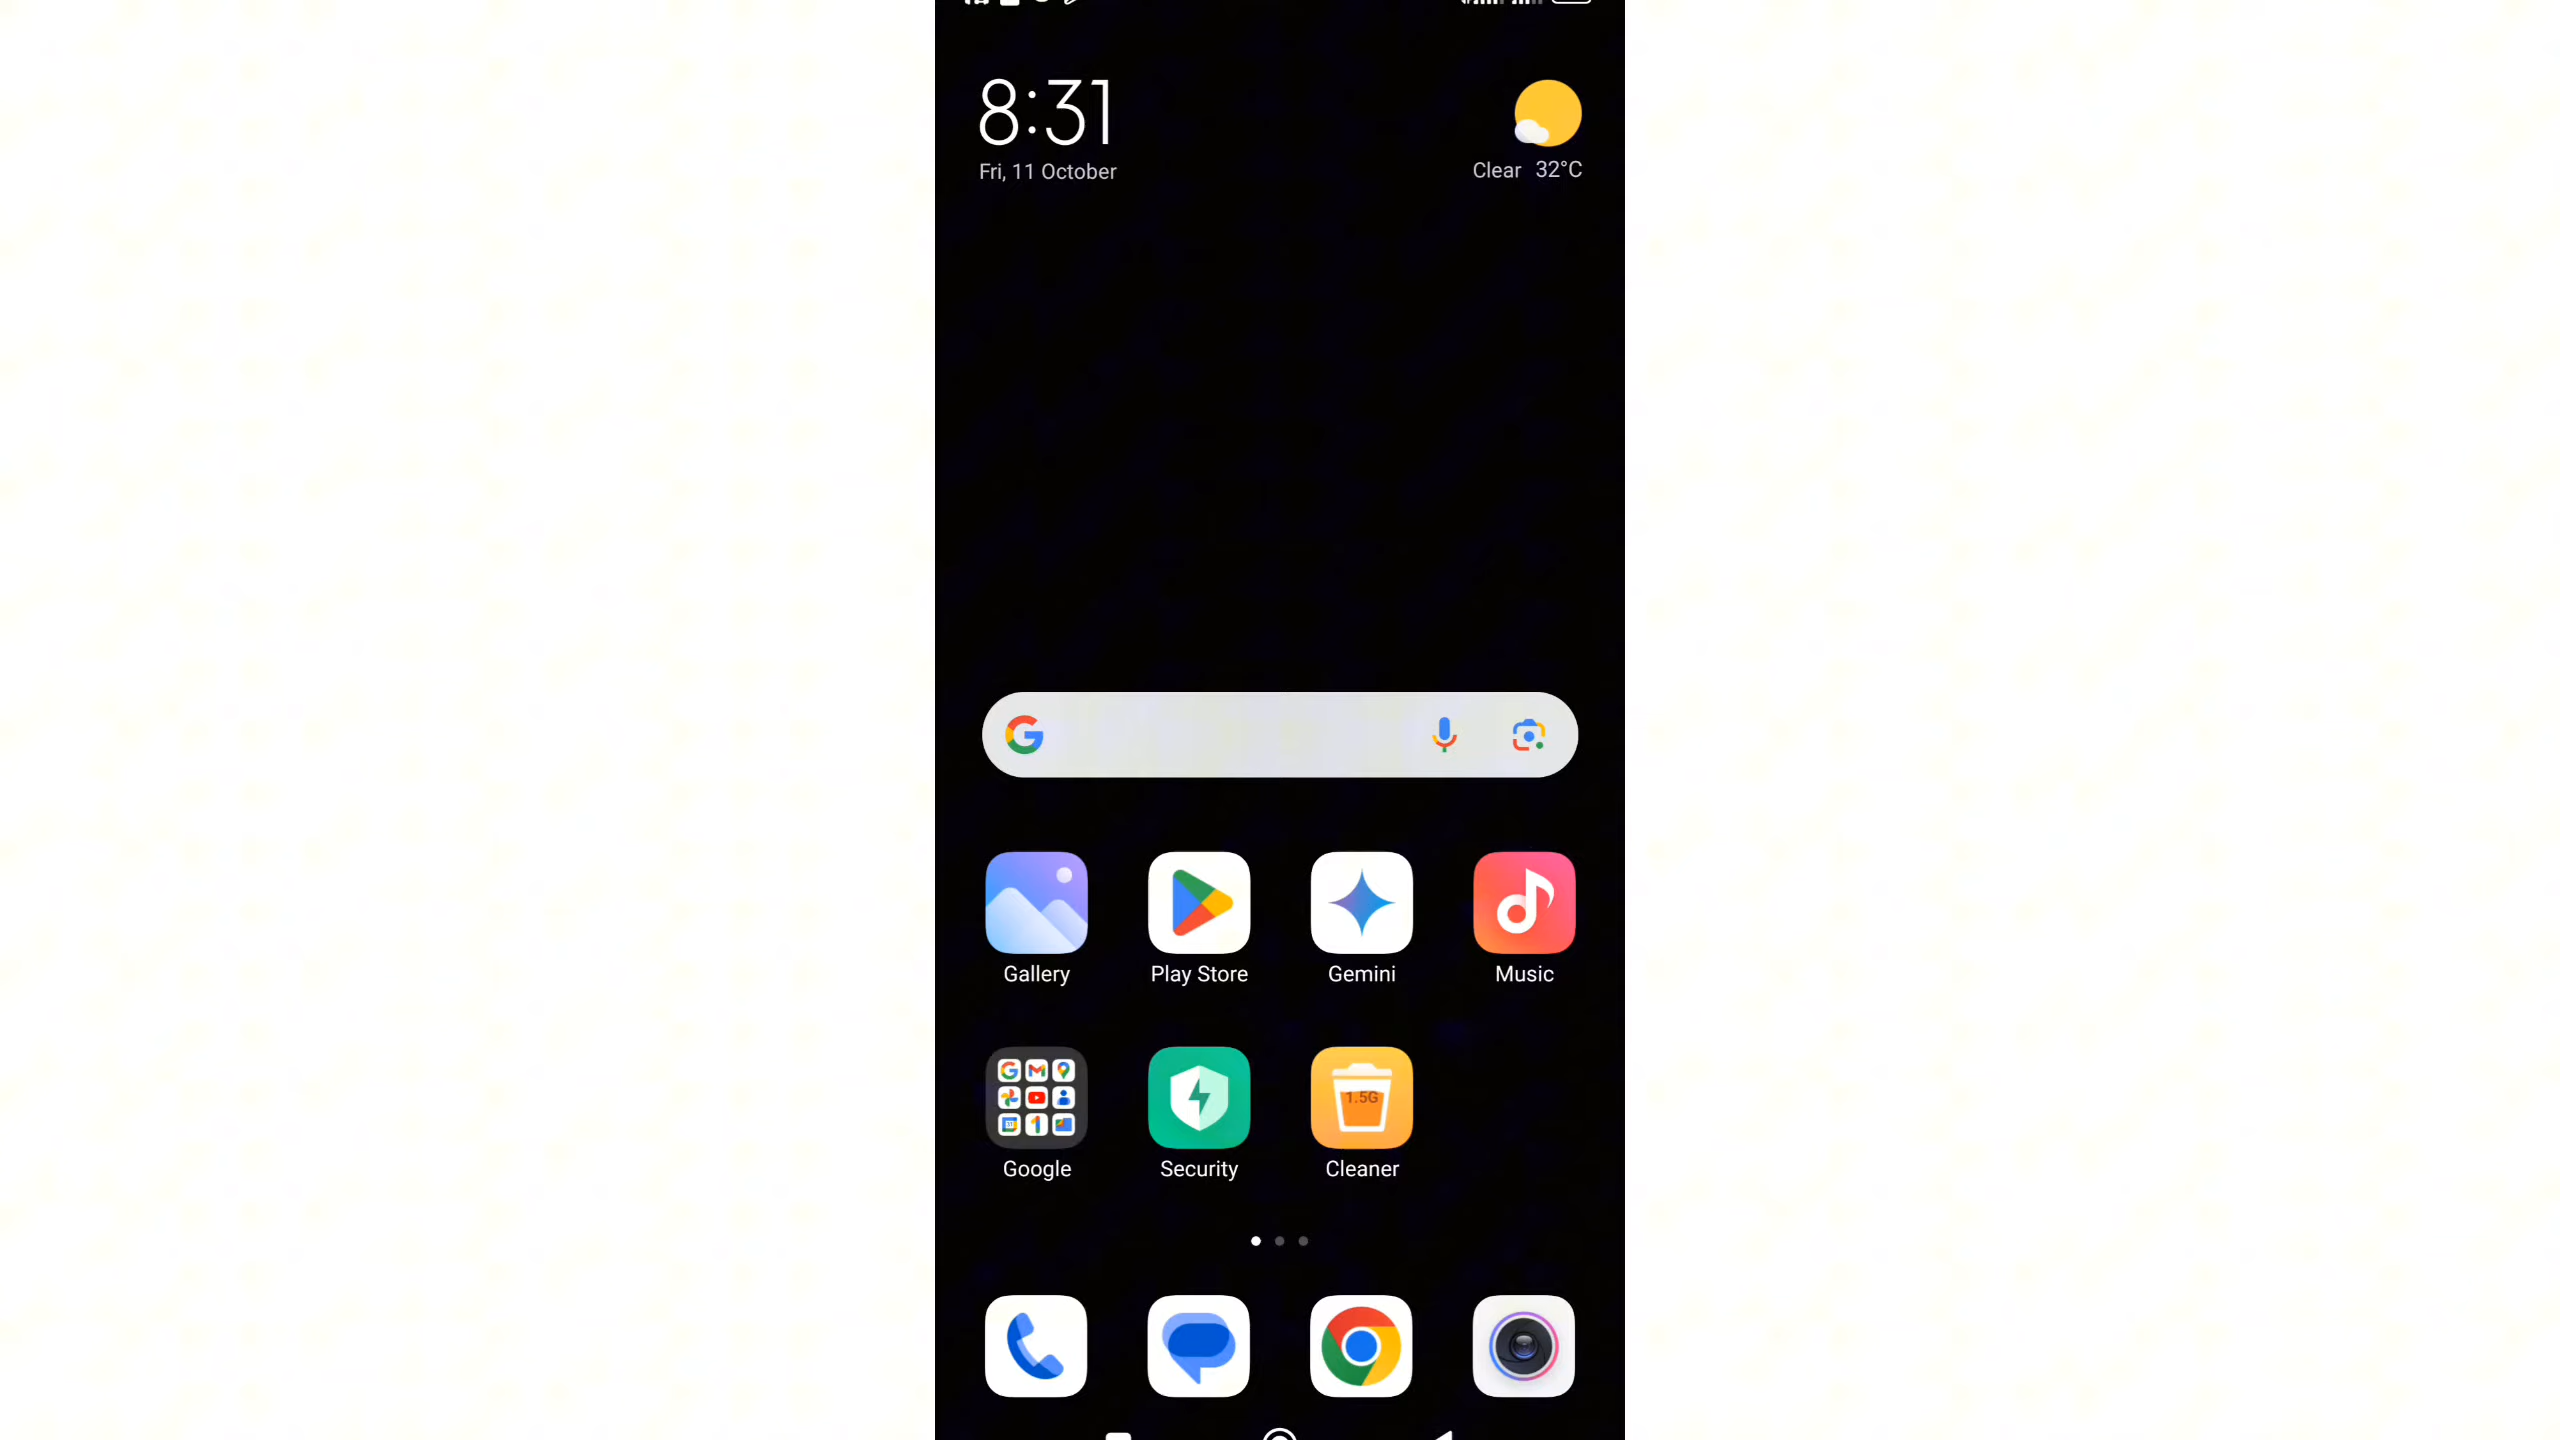 8:31
Fri, 11 October
Clear 32°C
Gallery
Play Store
Gemini
Music
1.5G
Google
Security
Cleaner